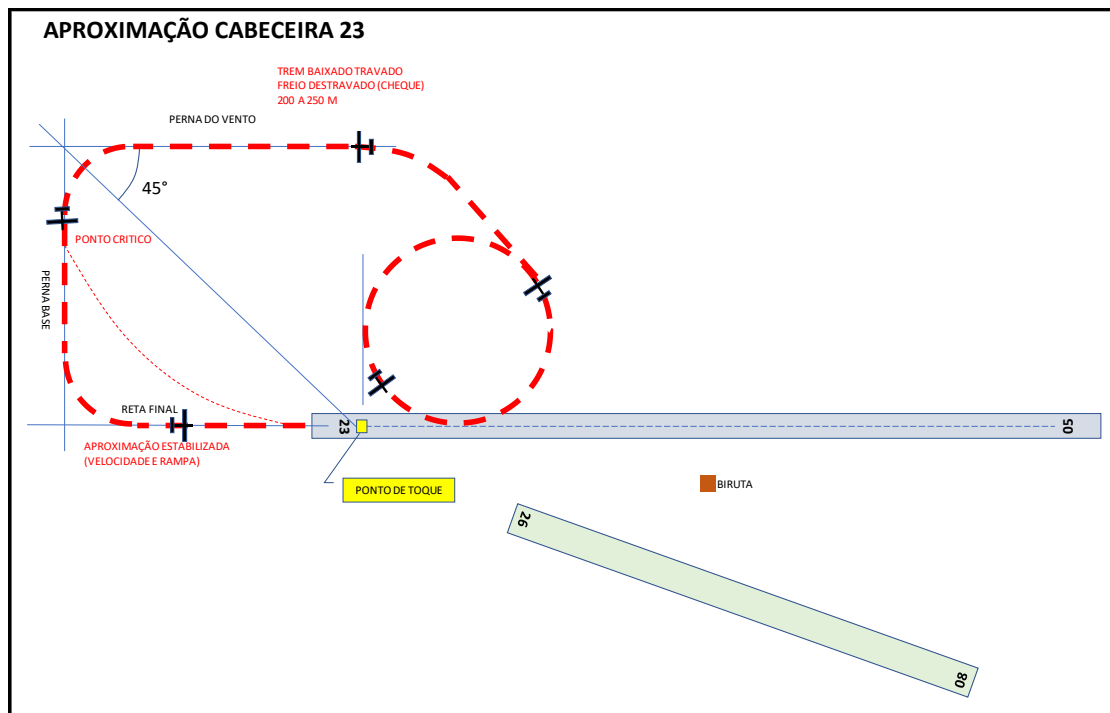 APROXIMAÇÃO CABECEIRA 23
TREM BAIXADO TRAVADO
FREIO DESTRAVADO (CHEQUE)
200 A 250 M
PERNA DO VENTO
45°
PONTO CRITICO
PERNA BASE
RETA FINAL
23
05
APROXIMAÇÃO ESTABILIZADA
(VELOCIDADE E RAMPA)
PONTO DE TOQUE
BIRUTA
26
08